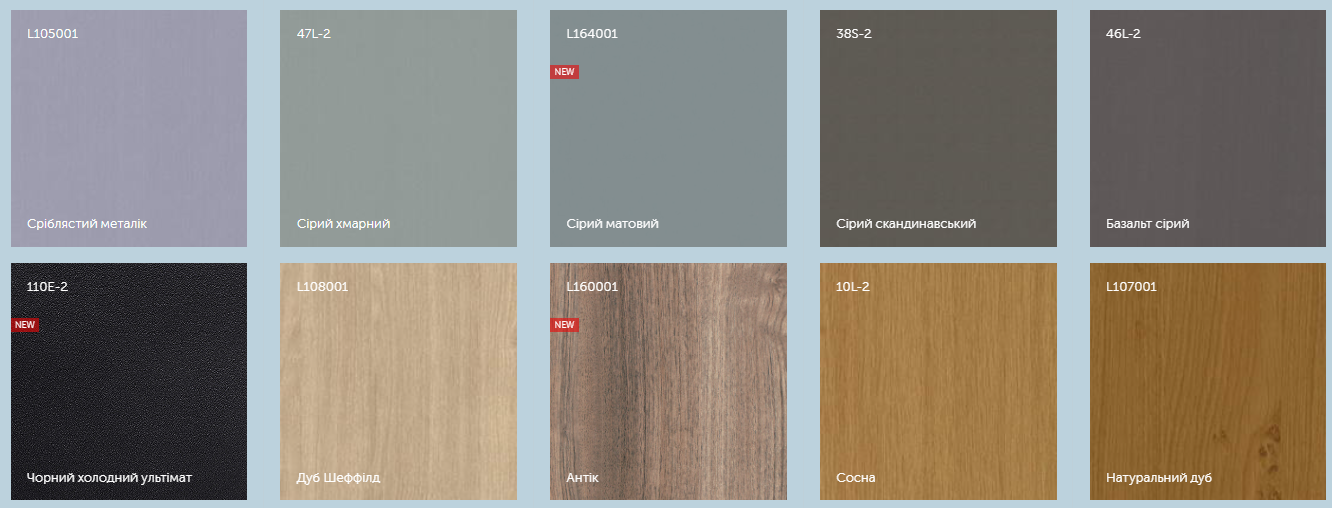 L105001
47L-2
L164001
38S-2
46L-2
NEW
Сріблястий металік
Сірий хмарний
Сірий матовий
Сірий скандинавський
Базальт сірий
110E-2
L108001
L160001
10L-2
L107001
NEW
NEW
Чорний холодний ультімат
Дуб Шеффілд
Антік
Сосна
Натуральний дуб